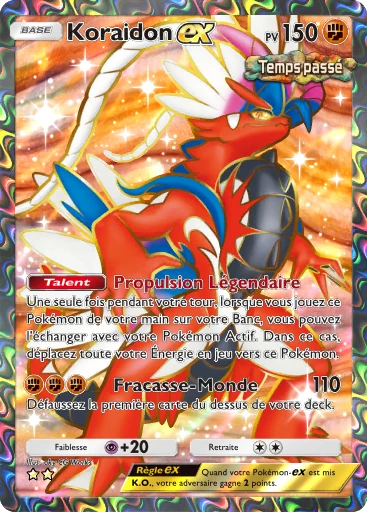 BASE Koraidon ex PV 150
Temps passé
Talent Propulsion Légendaire
Une seule fois pendant votre tour, lorsque vous jouez ce
Pokémon de votre main sur votre Banc, vous pouvez
l'échanger avec votre Pokémon Actif. Dans ce cas,
déplacez toute votre Énergie en jeu vers ce Pokémon.
Fracasse-Monde 110
Défaussez la première carte du dessus de votre deck.
Faiblesse +20 Retraite
Règle ex Quand votre Pokémon-ex est mis
K.O., votre adversaire gagne 2 points.